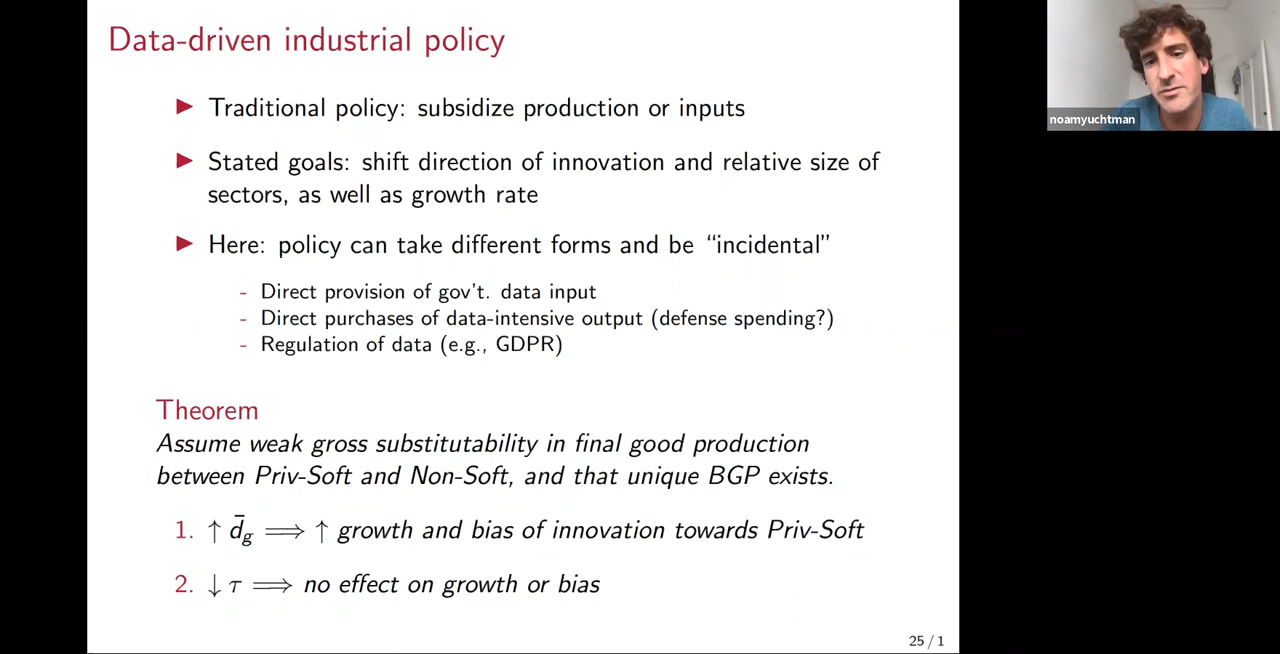 Data-driven industrial policy
noamyuchtman
▶ Traditional policy: subsidize production or inputs
▶ Stated goals: shift direction of innovation and relative size of
sectors, as well as growth rate
▶ Here: policy can take different forms and be “incidental”
- Direct provision of gov't. data input
- Direct purchases of data-intensive output (defense spending?)
- Regulation of data (e.g., GDPR)
Theorem
Assume weak gross substitutability in final good production
between Priv-Soft and Non-Soft, and that unique BGP exists.
1. ↑ d̄_g ⟹ ↑ growth and bias of innovation towards Priv-Soft
2. ↓ τ ⟹ no effect on growth or bias
25 / 1